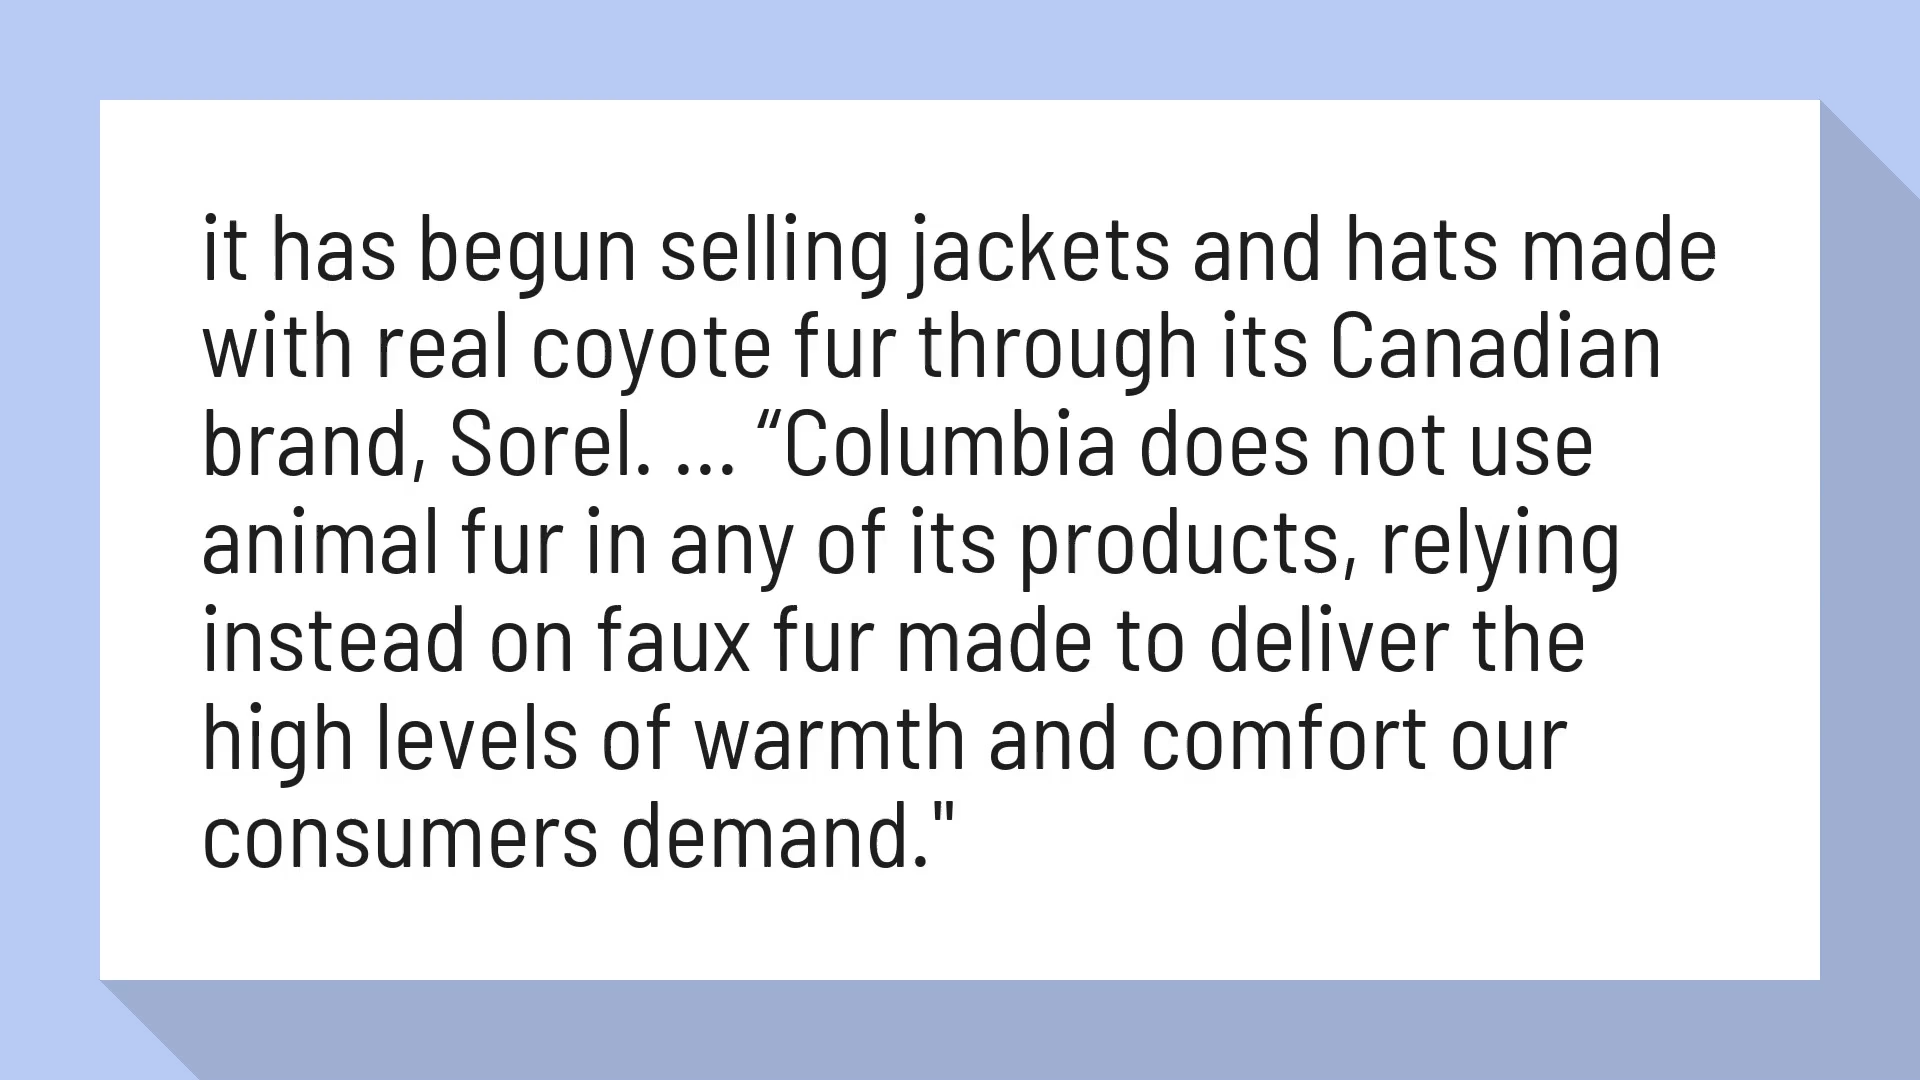 it has begun selling jackets and hats made
with real coyote fur through its Canadian
brand, Sorel. ... “Columbia does not use
animal fur in any of its products, relying
instead on faux fur made to deliver the
high levels of warmth and comfort our
consumers demand."